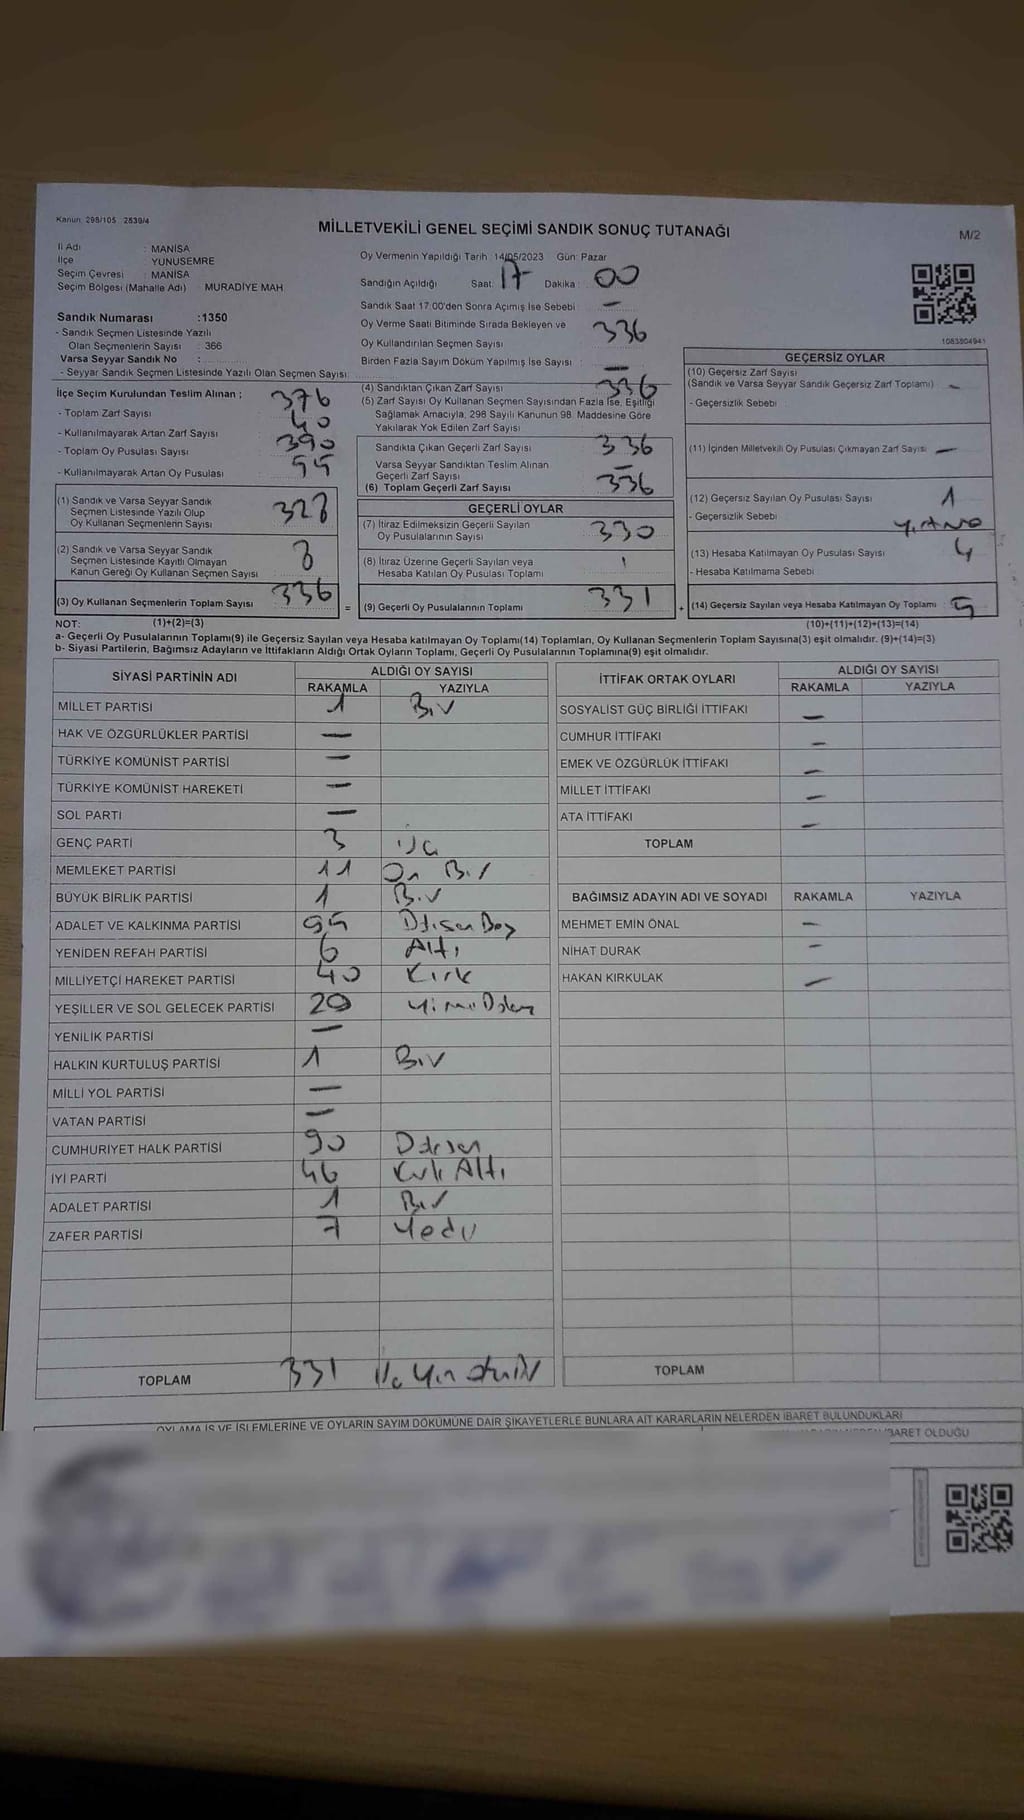 Kanun: 298/105 2839/4
MİLLETVEKİLİ GENEL SEÇİMİ SANDIK SONUÇ TUTANAĞI
M/2
İl Adı : MANİSA
İlçe : YUNUSEMRE
Seçim Çevresi : MANİSA
Seçim Bölgesi (Mahalle Adı) : MURADİYE MAH
Sandık Numarası :1350
- Sandık Seçmen Listesinde Yazılı
Olan Seçmenlerin Sayısı : 366
Varsa Seyyar Sandık No :
- Seyyar Sandık Seçmen Listesinde Yazılı Olan Seçmen Sayısı:
İlçe Seçim Kurulundan Teslim Alınan ;
- Toplam Zarf Sayısı 376
- Kullanılmayarak Artan Zarf Sayısı 40
- Toplam Oy Pusulası Sayısı 390
- Kullanılmayarak Artan Oy Pusulası
(1) Sandık ve Varsa Seyyar Sandık
Seçmen Listesinde Yazılı Olup
Oy Kullanan Seçmenlerin Sayısı 328
(2) Sandık ve Varsa Seyyar Sandık
Seçmen Listesinde Kayıtlı Olmayan
Kanun Gereği Oy Kullanan Seçmen Sayısı 8
(3) Oy Kullanan Seçmenlerin Toplam Sayısı 336
Oy Vermenin Yapıldığı Tarih :14/05/2023 Gün: Pazar
Sandığın Açıldığı Saat: 17 Dakika : 00
Sandık Saat 17.00'den Sonra Açımış İse Sebebi : —
Oy Verme Saati Bitiminde Sırada Bekleyen ve
Oy Kullandırılan Seçmen Sayısı : 336
Birden Fazla Sayım Döküm Yapılmış İse Sayısı : —
(4) Sandıktan Çıkan Zarf Sayısı 336
(5) Zarf Sayısı Oy Kullanan Seçmen Sayısından Fazla İse, Eşitliği
Sağlamak Amacıyla, 298 Sayılı Kanunun 98. Maddesine Göre
Yakılarak Yok Edilen Zarf Sayısı
Sandıkta Çıkan Geçerli Zarf Sayısı 336
Varsa Seyyar Sandıktan Teslim Alınan
Geçerli Zarf Sayısı —
(6) Toplam Geçerli Zarf Sayısı 336
GEÇERLİ OYLAR
(7) İtiraz Edilmeksizin Geçerli Sayılan
Oy Pusulalarının Sayısı 330
(8) İtiraz Üzerine Geçerli Sayılan veya
Hesaba Katılan Oy Pusulası Toplamı 1
= (9) Geçerli Oy Pusulalarının Toplamı 331
1083804941
GEÇERSİZ OYLAR
(10) Geçersiz Zarf Sayısı
(Sandık ve Varsa Seyyar Sandık Geçersiz Zarf Toplamı) —
- Geçersizlik Sebebi
(11) İçinden Milletvekili Oy Pusulası Çıkmayan Zarf Sayısı —
(12) Geçersiz Sayılan Oy Pusulası Sayısı 1
- Geçersizlik Sebebi
(13) Hesaba Katılmayan Oy Pusulası Sayısı 4
- Hesaba Katılmama Sebebi
+ (14) Geçersiz Sayılan veya Hesaba Katılmayan Oy Toplamı 5
NOT: (1)+(2)=(3) (10)+(11)+(12)+(13)=(14)
a- Geçerli Oy Pusulalarının Toplamı(9) ile Geçersiz Sayılan veya Hesaba katılmayan Oy Toplamı(14) Toplamları, Oy Kullanan Seçmenlerin Toplam Sayısına(3) eşit olmalıdır. (9)+(14)=(3)
b- Siyasi Partilerin, Bağımsız Adayların ve İttifakların Aldığı Ortak Oyların Toplamı, Geçerli Oy Pusulalarının Toplamına(9) eşit olmalıdır.
SİYASİ PARTİNİN ADI ALDIĞI OY SAYISI
RAKAMLA YAZIYLA
MİLLET PARTİSİ 1 Bir
HAK VE ÖZGÜRLÜKLER PARTİSİ —
TÜRKİYE KOMÜNİST PARTİSİ —
TÜRKİYE KOMÜNİST HAREKETİ —
SOL PARTİ —
GENÇ PARTİ 3 üç
MEMLEKET PARTİSİ 11 On Bir
BÜYÜK BİRLİK PARTİSİ 1 Bir
ADALET VE KALKINMA PARTİSİ 95
YENİDEN REFAH PARTİSİ 6 Altı
MİLLİYETÇİ HAREKET PARTİSİ 40 Kırk
YEŞİLLER VE SOL GELECEK PARTİSİ 29
YENİLİK PARTİSİ —
HALKIN KURTULUŞ PARTİSİ 1 Bir
MİLLİ YOL PARTİSİ —
VATAN PARTİSİ —
CUMHURİYET HALK PARTİSİ 90
İYİ PARTİ 46 Kırk Altı
ADALET PARTİSİ 1 Bir
ZAFER PARTİSİ 7 Yedi
TOPLAM 331
İTTİFAK ORTAK OYLARI ALDIĞI OY SAYISI
RAKAMLA YAZIYLA
SOSYALİST GÜÇ BİRLİĞİ İTTİFAKI —
CUMHUR İTTİFAKI —
EMEK VE ÖZGÜRLÜK İTTİFAKI —
MİLLET İTTİFAKI —
ATA İTTİFAKI —
TOPLAM
BAĞIMSIZ ADAYIN ADI VE SOYADI RAKAMLA YAZIYLA
MEHMET EMİN ÖNAL —
NİHAT DURAK —
HAKAN KIRKULAK —
TOPLAM
OYLAMA İŞ VE İŞLEMLERİNE VE OYLARIN SAYIM DÖKÜMÜNE DAİR ŞİKAYETLERLE BUNLARA AİT KARARLARIN NELERDEN İBARET BULUNDUKLARI
İBARET OLDUĞU